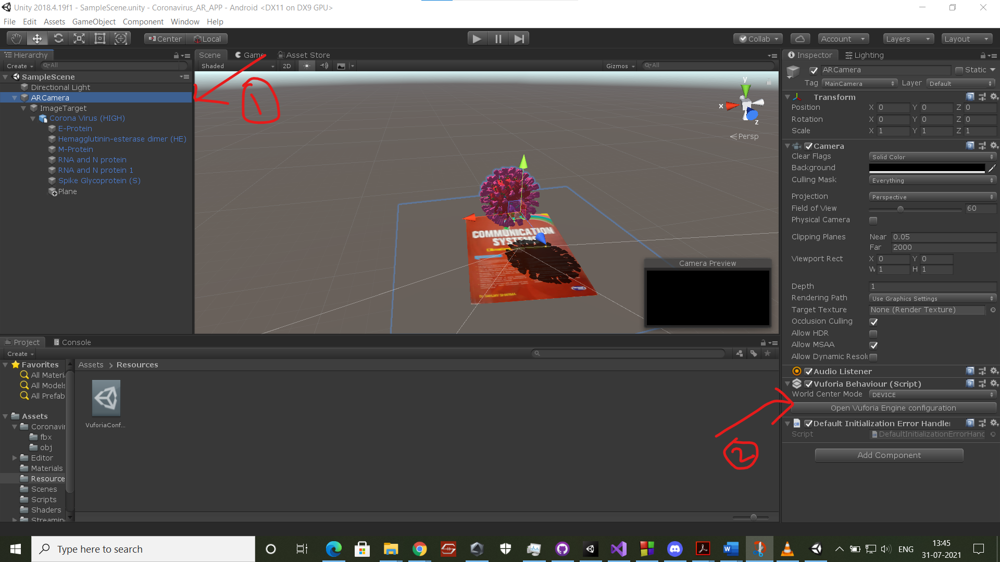 Unity 2018.4.19f1 - SampleScene.unity - Coronavirus_AR_APP - Android <DX11 on DX9 GPU>
File Edit Assets GameObject Component Window Help
Center Local
Collab Account Layers Layout
Hierarchy
Create All
SampleScene
Directional Light
ARCamera
ImageTarget
Corona Virus (HIGH)
E-Protein
Hemagglutinin-esterase dimer (HE)
M-Protein
RNA and N protein
RNA and N protein 1
Spike Glycoprotein (S)
Plane
Scene Game Asset Store
Shaded 2D Gizmos All
1
y
x
z
Persp
COMMUNICATION
SYSTEMS
Camera Preview
Inspector Lighting
ARCamera Static
Tag MainCamera Layer Default
Transform
Position X 0 Y 0 Z 0
Rotation X 0 Y 0 Z 0
Scale X 1 Y 1 Z 1
Camera
Clear Flags Solid Color
Background
Culling Mask Everything
Projection Perspective
Field of View 60
Physical Camera
Clipping Planes Near 0.05
Far 2000
Viewport Rect X 0 Y 0
W 1 H 1
Depth 1
Rendering Path Use Graphics Settings
Target Texture None (Render Texture)
Occlusion Culling
Allow HDR
Allow MSAA
Allow Dynamic Resolu
Audio Listener
Vuforia Behaviour (Script)
World Center Mode DEVICE
Open Vuforia Engine configuration
Default Initialization Error Handler
Script DefaultInitializationErrorHanc
Add Component
2
Project Console
Create
Favorites
All Materi
All Models
All Prefab
Assets
Coronavir
fbx
obj
Editor
Materials
Resource
Scenes
Scripts
Shaders
Streamin
Assets > Resources
VuforiaConf...
Type here to search
ENG
13:45
31-07-2021